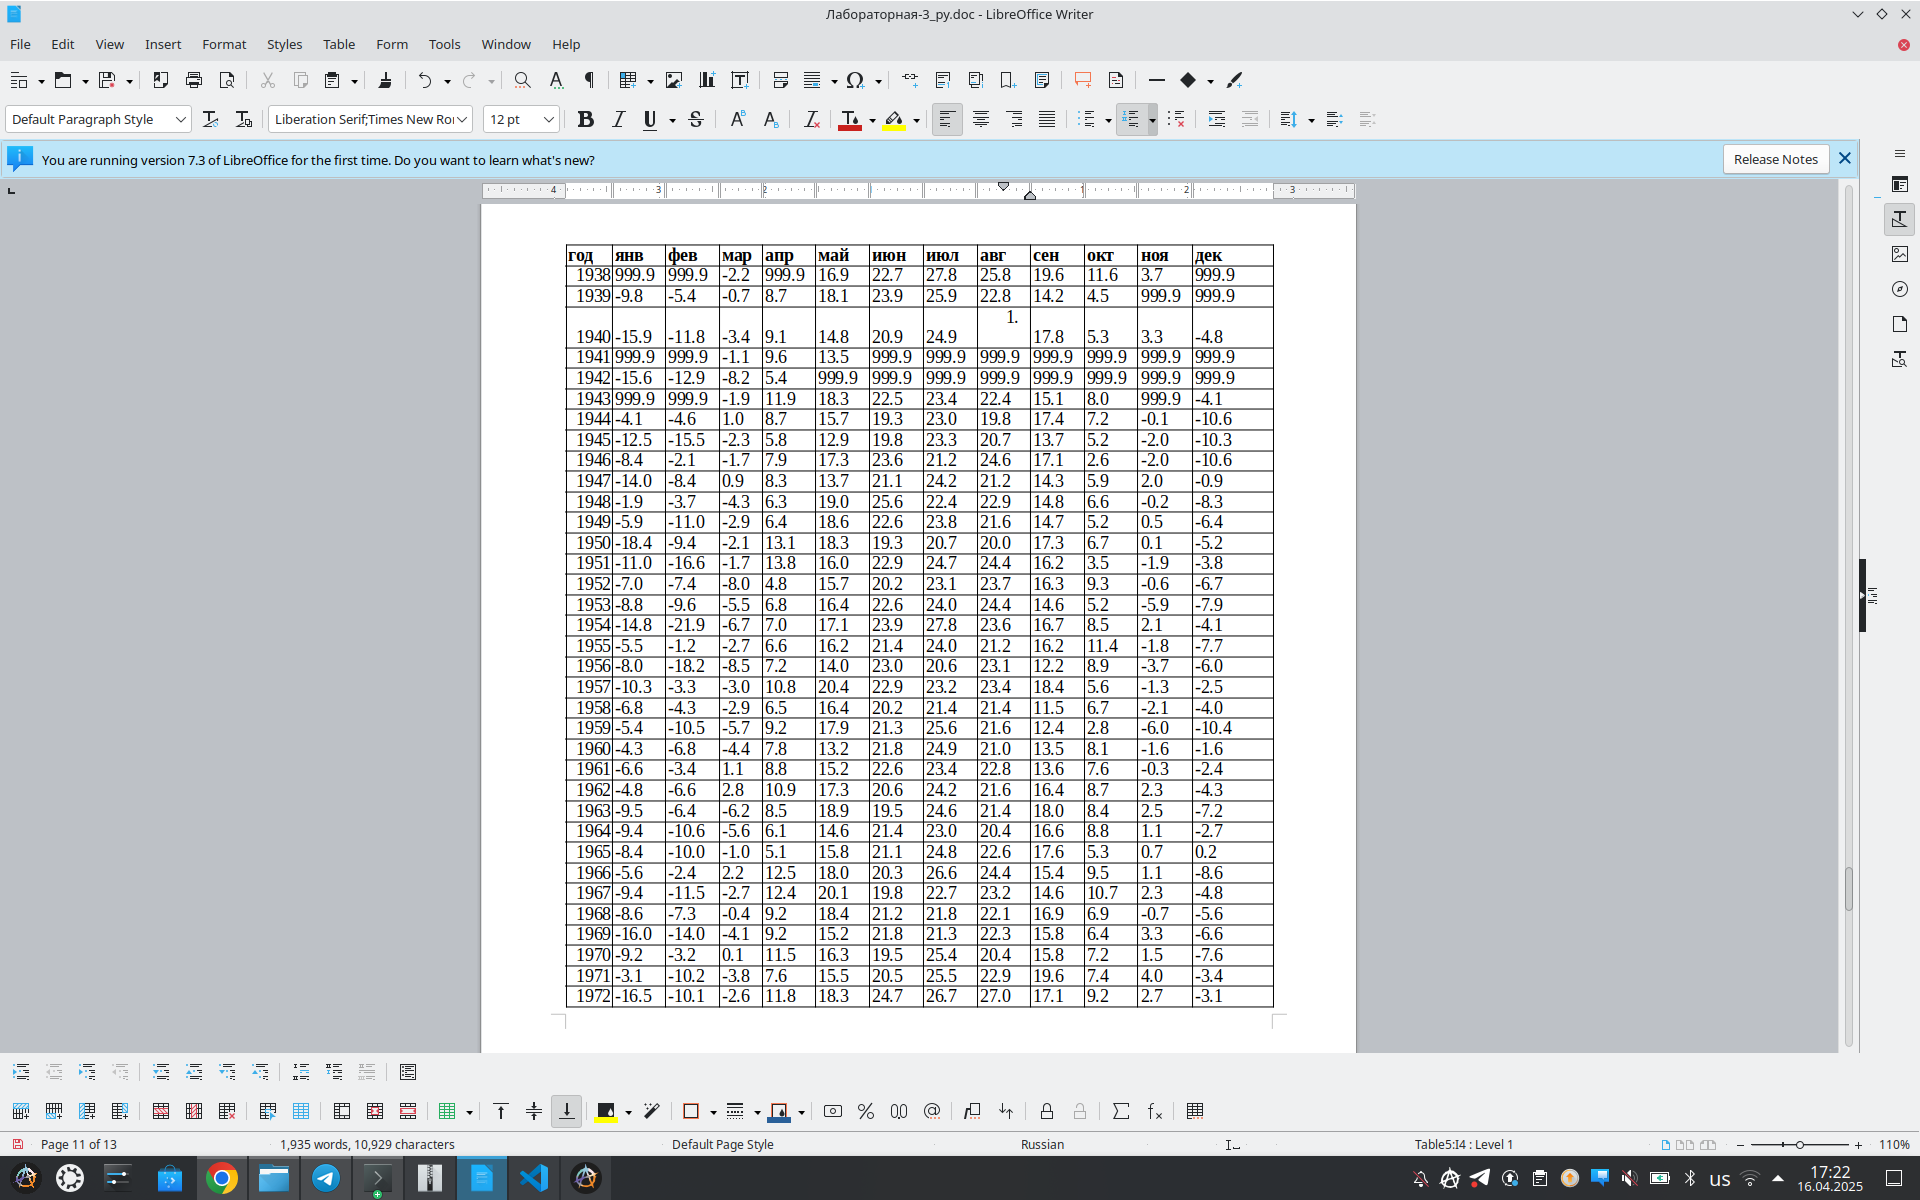 Лабораторная-3_ру.doc - LibreOffice Writer
File Edit View Insert Format Styles Table Form Tools Window Help
Default Paragraph Style Liberation Serif;Times New Ro 12 pt
You are running version 7.3 of LibreOffice for the first time. Do you want to learn what's new? Release Notes
4 3 2 1 2 3
год янв фев мар апр май июн июл авг сен окт ноя дек
1938 999.9 999.9 -2.2 999.9 16.9 22.7 27.8 25.8 19.6 11.6 3.7 999.9
1939 -9.8 -5.4 -0.7 8.7 18.1 23.9 25.9 22.8 14.2 4.5 999.9 999.9
1.
1940 -15.9 -11.8 -3.4 9.1 14.8 20.9 24.9 17.8 5.3 3.3 -4.8
1941 999.9 999.9 -1.1 9.6 13.5 999.9 999.9 999.9 999.9 999.9 999.9 999.9
1942 -15.6 -12.9 -8.2 5.4 999.9 999.9 999.9 999.9 999.9 999.9 999.9 999.9
1943 999.9 999.9 -1.9 11.9 18.3 22.5 23.4 22.4 15.1 8.0 999.9 -4.1
1944 -4.1 -4.6 1.0 8.7 15.7 19.3 23.0 19.8 17.4 7.2 -0.1 -10.6
1945 -12.5 -15.5 -2.3 5.8 12.9 19.8 23.3 20.7 13.7 5.2 -2.0 -10.3
1946 -8.4 -2.1 -1.7 7.9 17.3 23.6 21.2 24.6 17.1 2.6 -2.0 -10.6
1947 -14.0 -8.4 0.9 8.3 13.7 21.1 24.2 21.2 14.3 5.9 2.0 -0.9
1948 -1.9 -3.7 -4.3 6.3 19.0 25.6 22.4 22.9 14.8 6.6 -0.2 -8.3
1949 -5.9 -11.0 -2.9 6.4 18.6 22.6 23.8 21.6 14.7 5.2 0.5 -6.4
1950 -18.4 -9.4 -2.1 13.1 18.3 19.3 20.7 20.0 17.3 6.7 0.1 -5.2
1951 -11.0 -16.6 -1.7 13.8 16.0 22.9 24.7 24.4 16.2 3.5 -1.9 -3.8
1952 -7.0 -7.4 -8.0 4.8 15.7 20.2 23.1 23.7 16.3 9.3 -0.6 -6.7
1953 -8.8 -9.6 -5.5 6.8 16.4 22.6 24.0 24.4 14.6 5.2 -5.9 -7.9
1954 -14.8 -21.9 -6.7 7.0 17.1 23.9 27.8 23.6 16.7 8.5 2.1 -4.1
1955 -5.5 -1.2 -2.7 6.6 16.2 21.4 24.0 21.2 16.2 11.4 -1.8 -7.7
1956 -8.0 -18.2 -8.5 7.2 14.0 23.0 20.6 23.1 12.2 8.9 -3.7 -6.0
1957 -10.3 -3.3 -3.0 10.8 20.4 22.9 23.2 23.4 18.4 5.6 -1.3 -2.5
1958 -6.8 -4.3 -2.9 6.5 16.4 20.2 21.4 21.4 11.5 6.7 -2.1 -4.0
1959 -5.4 -10.5 -5.7 9.2 17.9 21.3 25.6 21.6 12.4 2.8 -6.0 -10.4
1960 -4.3 -6.8 -4.4 7.8 13.2 21.8 24.9 21.0 13.5 8.1 -1.6 -1.6
1961 -6.6 -3.4 1.1 8.8 15.2 22.6 23.4 22.8 13.6 7.6 -0.3 -2.4
1962 -4.8 -6.6 2.8 10.9 17.3 20.6 24.2 21.6 16.4 8.7 2.3 -4.3
1963 -9.5 -6.4 -6.2 8.5 18.9 19.5 24.6 21.4 18.0 8.4 2.5 -7.2
1964 -9.4 -10.6 -5.6 6.1 14.6 21.4 23.0 20.4 16.6 8.8 1.1 -2.7
1965 -8.4 -10.0 -1.0 5.1 15.8 21.1 24.8 22.6 17.6 5.3 0.7 0.2
1966 -5.6 -2.4 2.2 12.5 18.0 20.3 26.6 24.4 15.4 9.5 1.1 -8.6
1967 -9.4 -11.5 -2.7 12.4 20.1 19.8 22.7 23.2 14.6 10.7 2.3 -4.8
1968 -8.6 -7.3 -0.4 9.2 18.4 21.2 21.8 22.1 16.9 6.9 -0.7 -5.6
1969 -16.0 -14.0 -4.1 9.2 15.2 21.8 21.3 22.3 15.8 6.4 3.3 -6.6
1970 -9.2 -3.2 0.1 11.5 16.3 19.5 25.4 20.4 15.8 7.2 1.5 -7.6
1971 -3.1 -10.2 -3.8 7.6 15.5 20.5 25.5 22.9 19.6 7.4 4.0 -3.4
1972 -16.5 -10.1 -2.6 11.8 18.3 24.7 26.7 27.0 17.1 9.2 2.7 -3.1
Page 11 of 13 1,935 words, 10,929 characters Default Page Style Russian Table5:I4 : Level 1 110%
us 17:22
16.04.2025